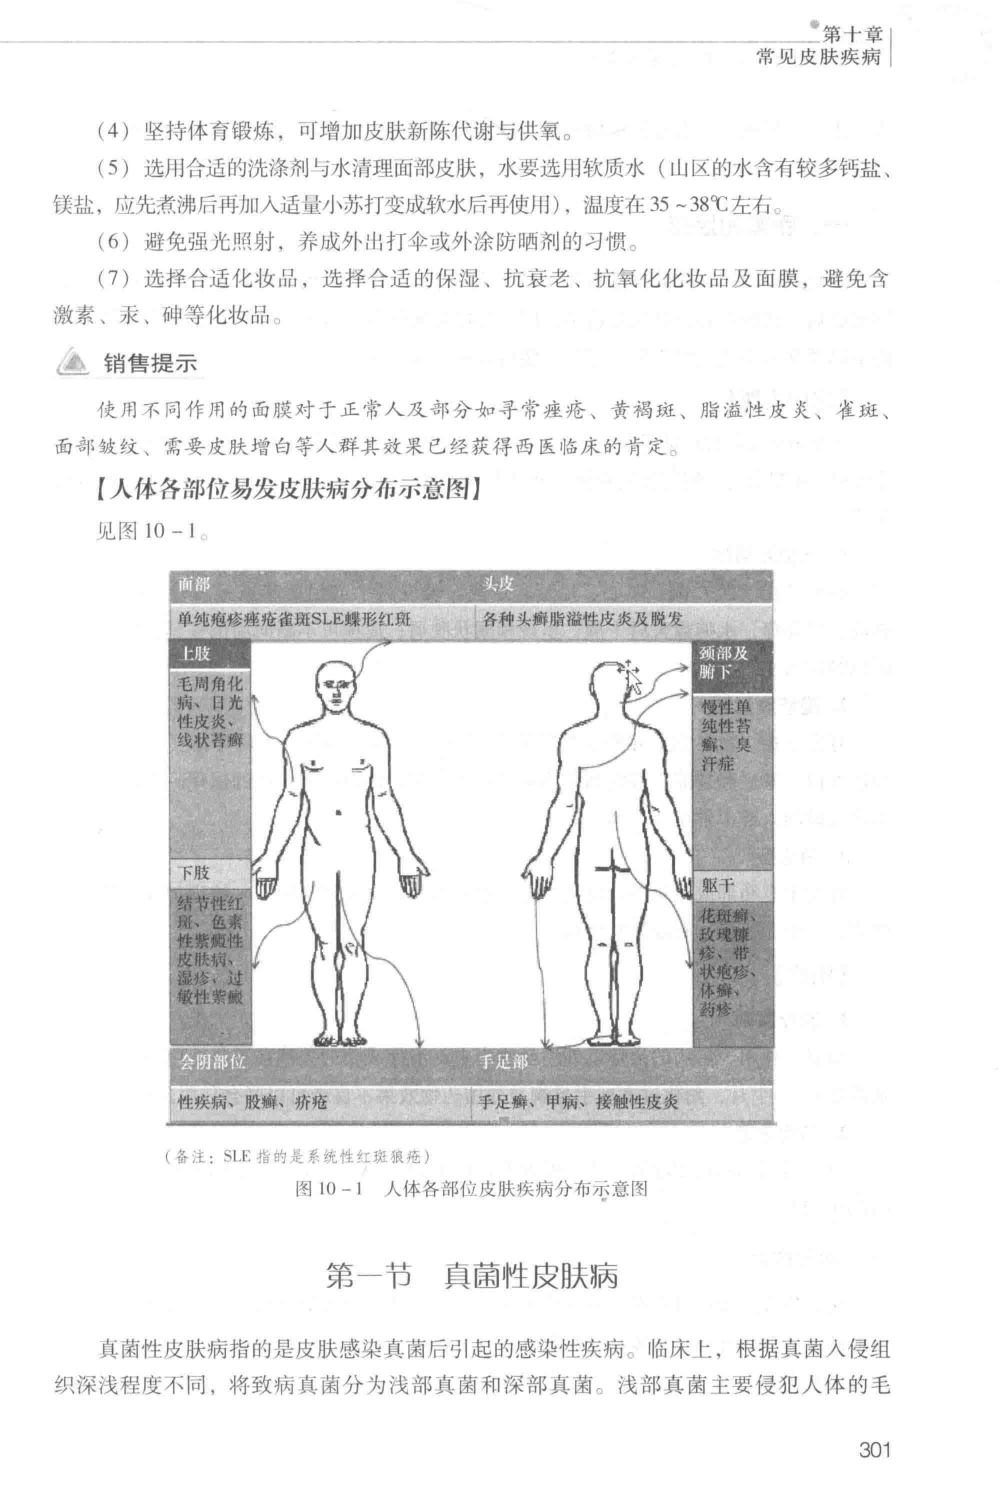 第十章
常见皮肤疾病
（4）坚持体育锻炼，可增加皮肤新陈代谢与供氧。
（5）选用合适的洗涤剂与水清理面部皮肤，水要选用软质水（山区的水含有较多钙盐、
镁盐，应先煮沸后再加入适量小苏打变成软水后再使用），温度在35~38℃左右。
（6）避免强光照射，养成外出打伞或外涂防晒剂的习惯。
（7）选择合适化妆品，选择合适的保湿、抗衰老、抗氧化化妆品及面膜，避免含
激素、汞、砷等化妆品。
销售提示
使用不同作用的面膜对于正常人及部分如寻常痤疮、黄褐斑、脂溢性皮炎、雀斑、
面部皱纹、需要皮肤增白等人群其效果已经获得西医临床的肯定。
【人体各部位易发皮肤病分布示意图】
见图10-1。
面部
头皮
单纯疱疹痤疮雀斑SLE蝶形红斑
各种头癣脂溢性皮炎及脱发
上肢
毛周角化
病、日光
性皮炎、
线状苔癣
颈部及
腑下
慢性单
纯性苔
癣、臭
汗症
下肢
结节性红
斑、色素
性紫癜性
皮肤病、
湿疹、过
敏性紫癜
躯干
花斑癣、
玫瑰糠
疹、带
状疱疹、
体癣、
药疹
会阴部位
手足部
性疾病、股癣、疥疮
手足癣、甲病、接触性皮炎
（备注：SLE指的是系统性红斑狼疮）
图10-1 人体各部位皮肤疾病分布示意图
第一节 真菌性皮肤病
真菌性皮肤病指的是皮肤感染真菌后引起的感染性疾病。临床上，根据真菌入侵组
织深浅程度不同，将致病真菌分为浅部真菌和深部真菌。浅部真菌主要侵犯人体的毛
301